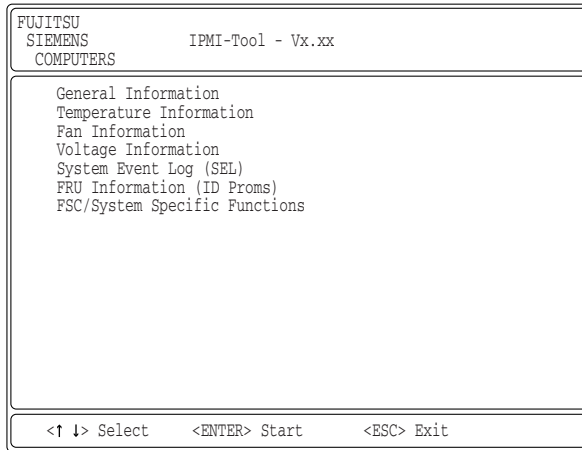 FUJITSU
SIEMENS IPMI-Tool - Vx.xx
COMPUTERS
General Information
Temperature Information
Fan Information
Voltage Information
System Event Log (SEL)
FRU Information (ID Proms)
FSC/System Specific Functions
<↑ ↓> Select <ENTER> Start <ESC> Exit